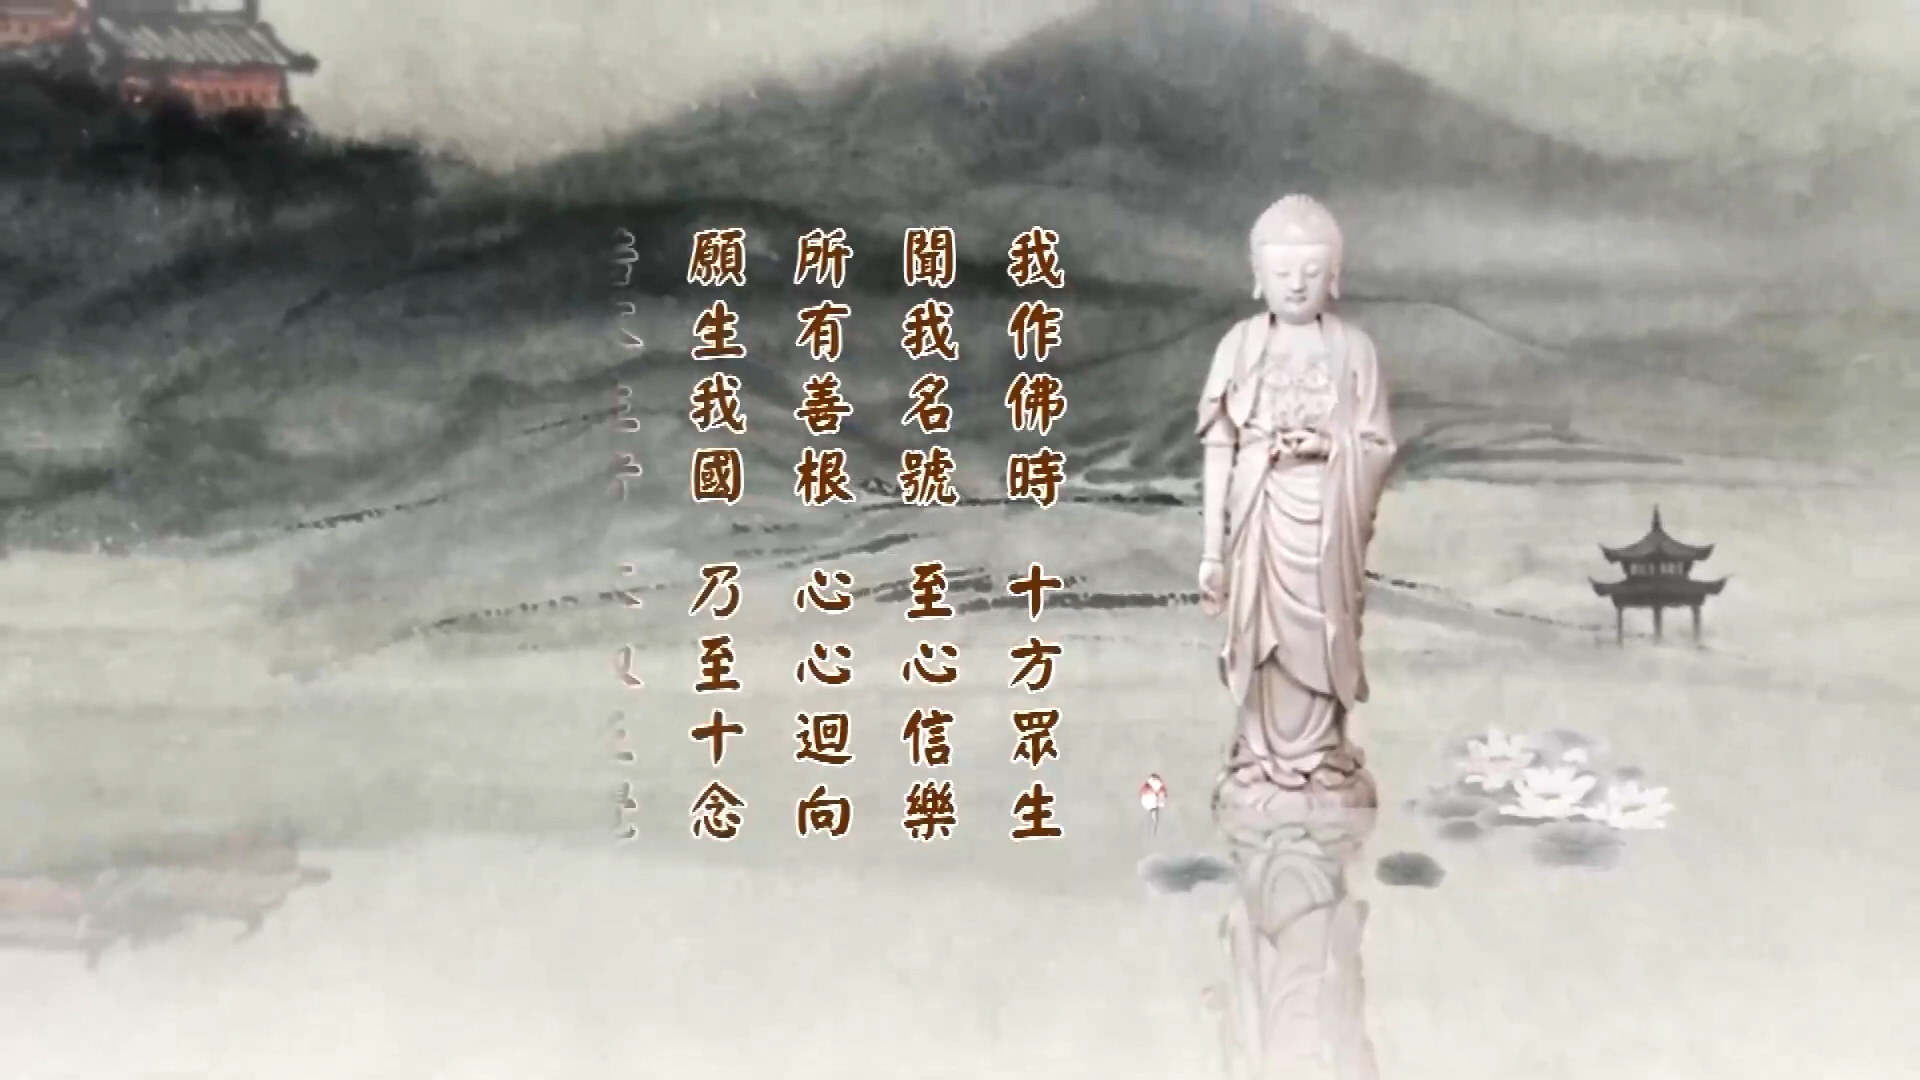 我作佛時 十方眾生
聞我名號 至心信樂
所有善根 心心迴向
願生我國 乃至十念